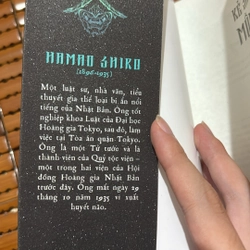 HAMAO SHIRO
(1896-1935)
Một luật sư, nhà văn, tiểu
thuyết gia thể loại bí ẩn nổi
tiếng của Nhật Bản. Ông tốt
nghiệp khoa Luật của Đại học
Hoàng gia Tokyo, sau đó, làm
việc tại Tòa án quận Tokyo.
Ông là một Tử tước và là
thành viên của Quý tộc viện –
một trong hai viện của Hội
đồng Hoàng gia Nhật Bản
trước đây. Ông mất ngày 29
tháng 10 năm 1935 vì xuất
huyết não.